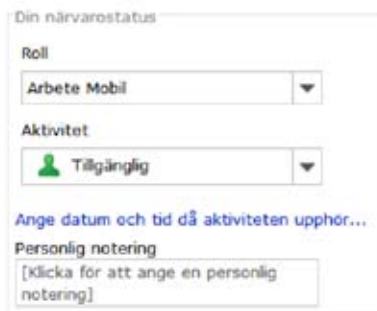 Din närvarostatus
Roll
Arbete Mobil
Aktivitet
Tillgänglig
Ange datum och tid då aktiviteten upphör...
Personlig notering
[Klicka för att ange en personlig
notering]